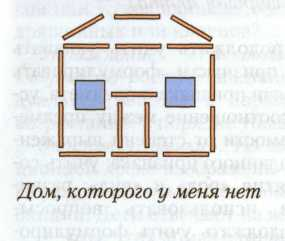 Дом, которого у меня нет